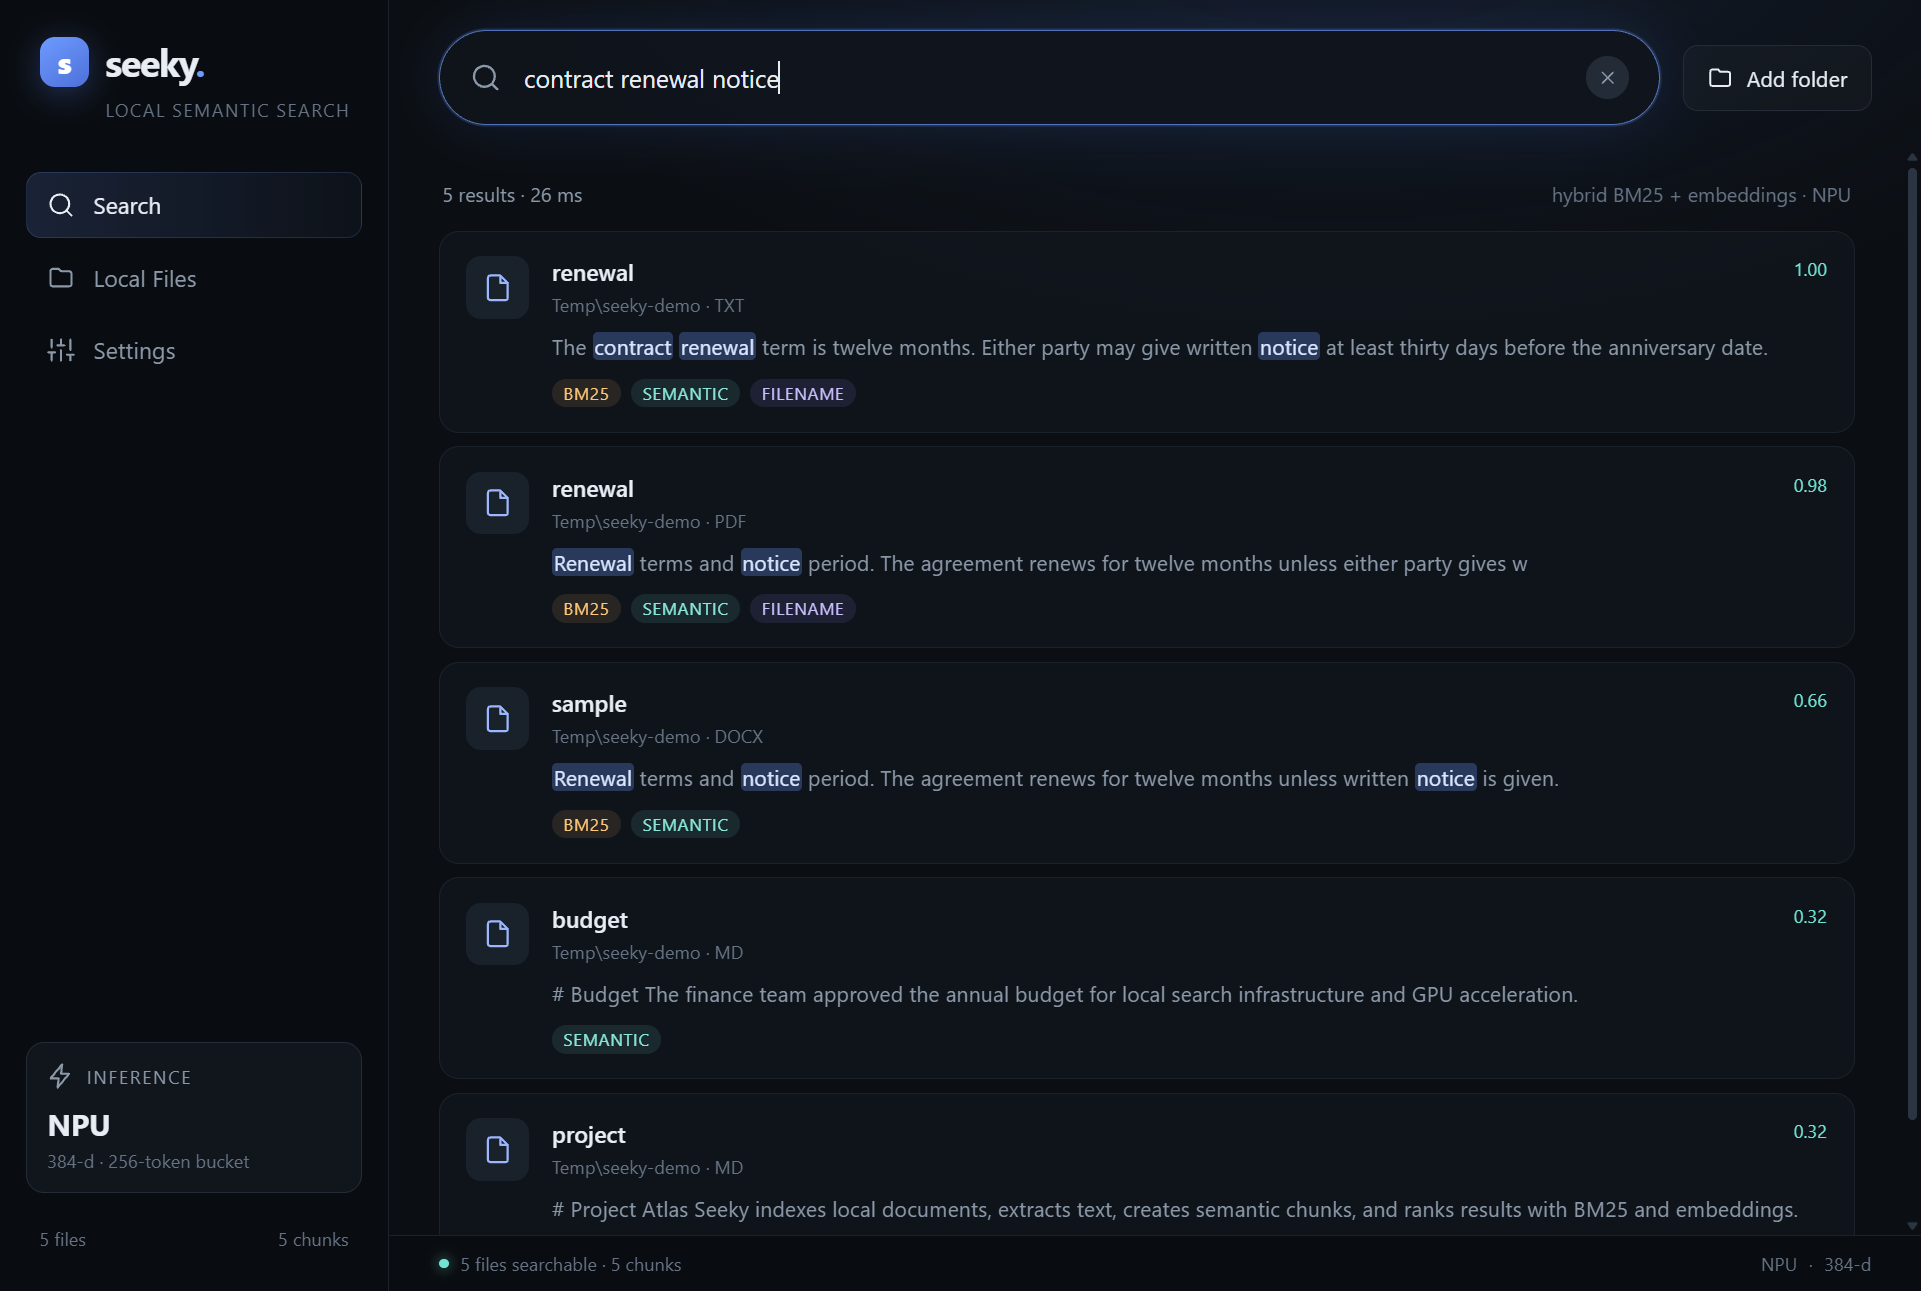 s seeky.
LOCAL SEMANTIC SEARCH
Search
Local Files
Settings
INFERENCE
NPU
384-d · 256-token bucket
5 files 5 chunks
contract renewal notice
Add folder
5 results · 26 ms hybrid BM25 + embeddings · NPU
renewal 1.00
Temp\seeky-demo · TXT
The contract renewal term is twelve months. Either party may give written notice at least thirty days before the anniversary date.
BM25 SEMANTIC FILENAME
renewal 0.98
Temp\seeky-demo · PDF
Renewal terms and notice period. The agreement renews for twelve months unless either party gives w
BM25 SEMANTIC FILENAME
sample 0.66
Temp\seeky-demo · DOCX
Renewal terms and notice period. The agreement renews for twelve months unless written notice is given.
BM25 SEMANTIC
budget 0.32
Temp\seeky-demo · MD
# Budget The finance team approved the annual budget for local search infrastructure and GPU acceleration.
SEMANTIC
project 0.32
Temp\seeky-demo · MD
# Project Atlas Seeky indexes local documents, extracts text, creates semantic chunks, and ranks results with BM25 and embeddings.
5 files searchable · 5 chunks NPU · 384-d